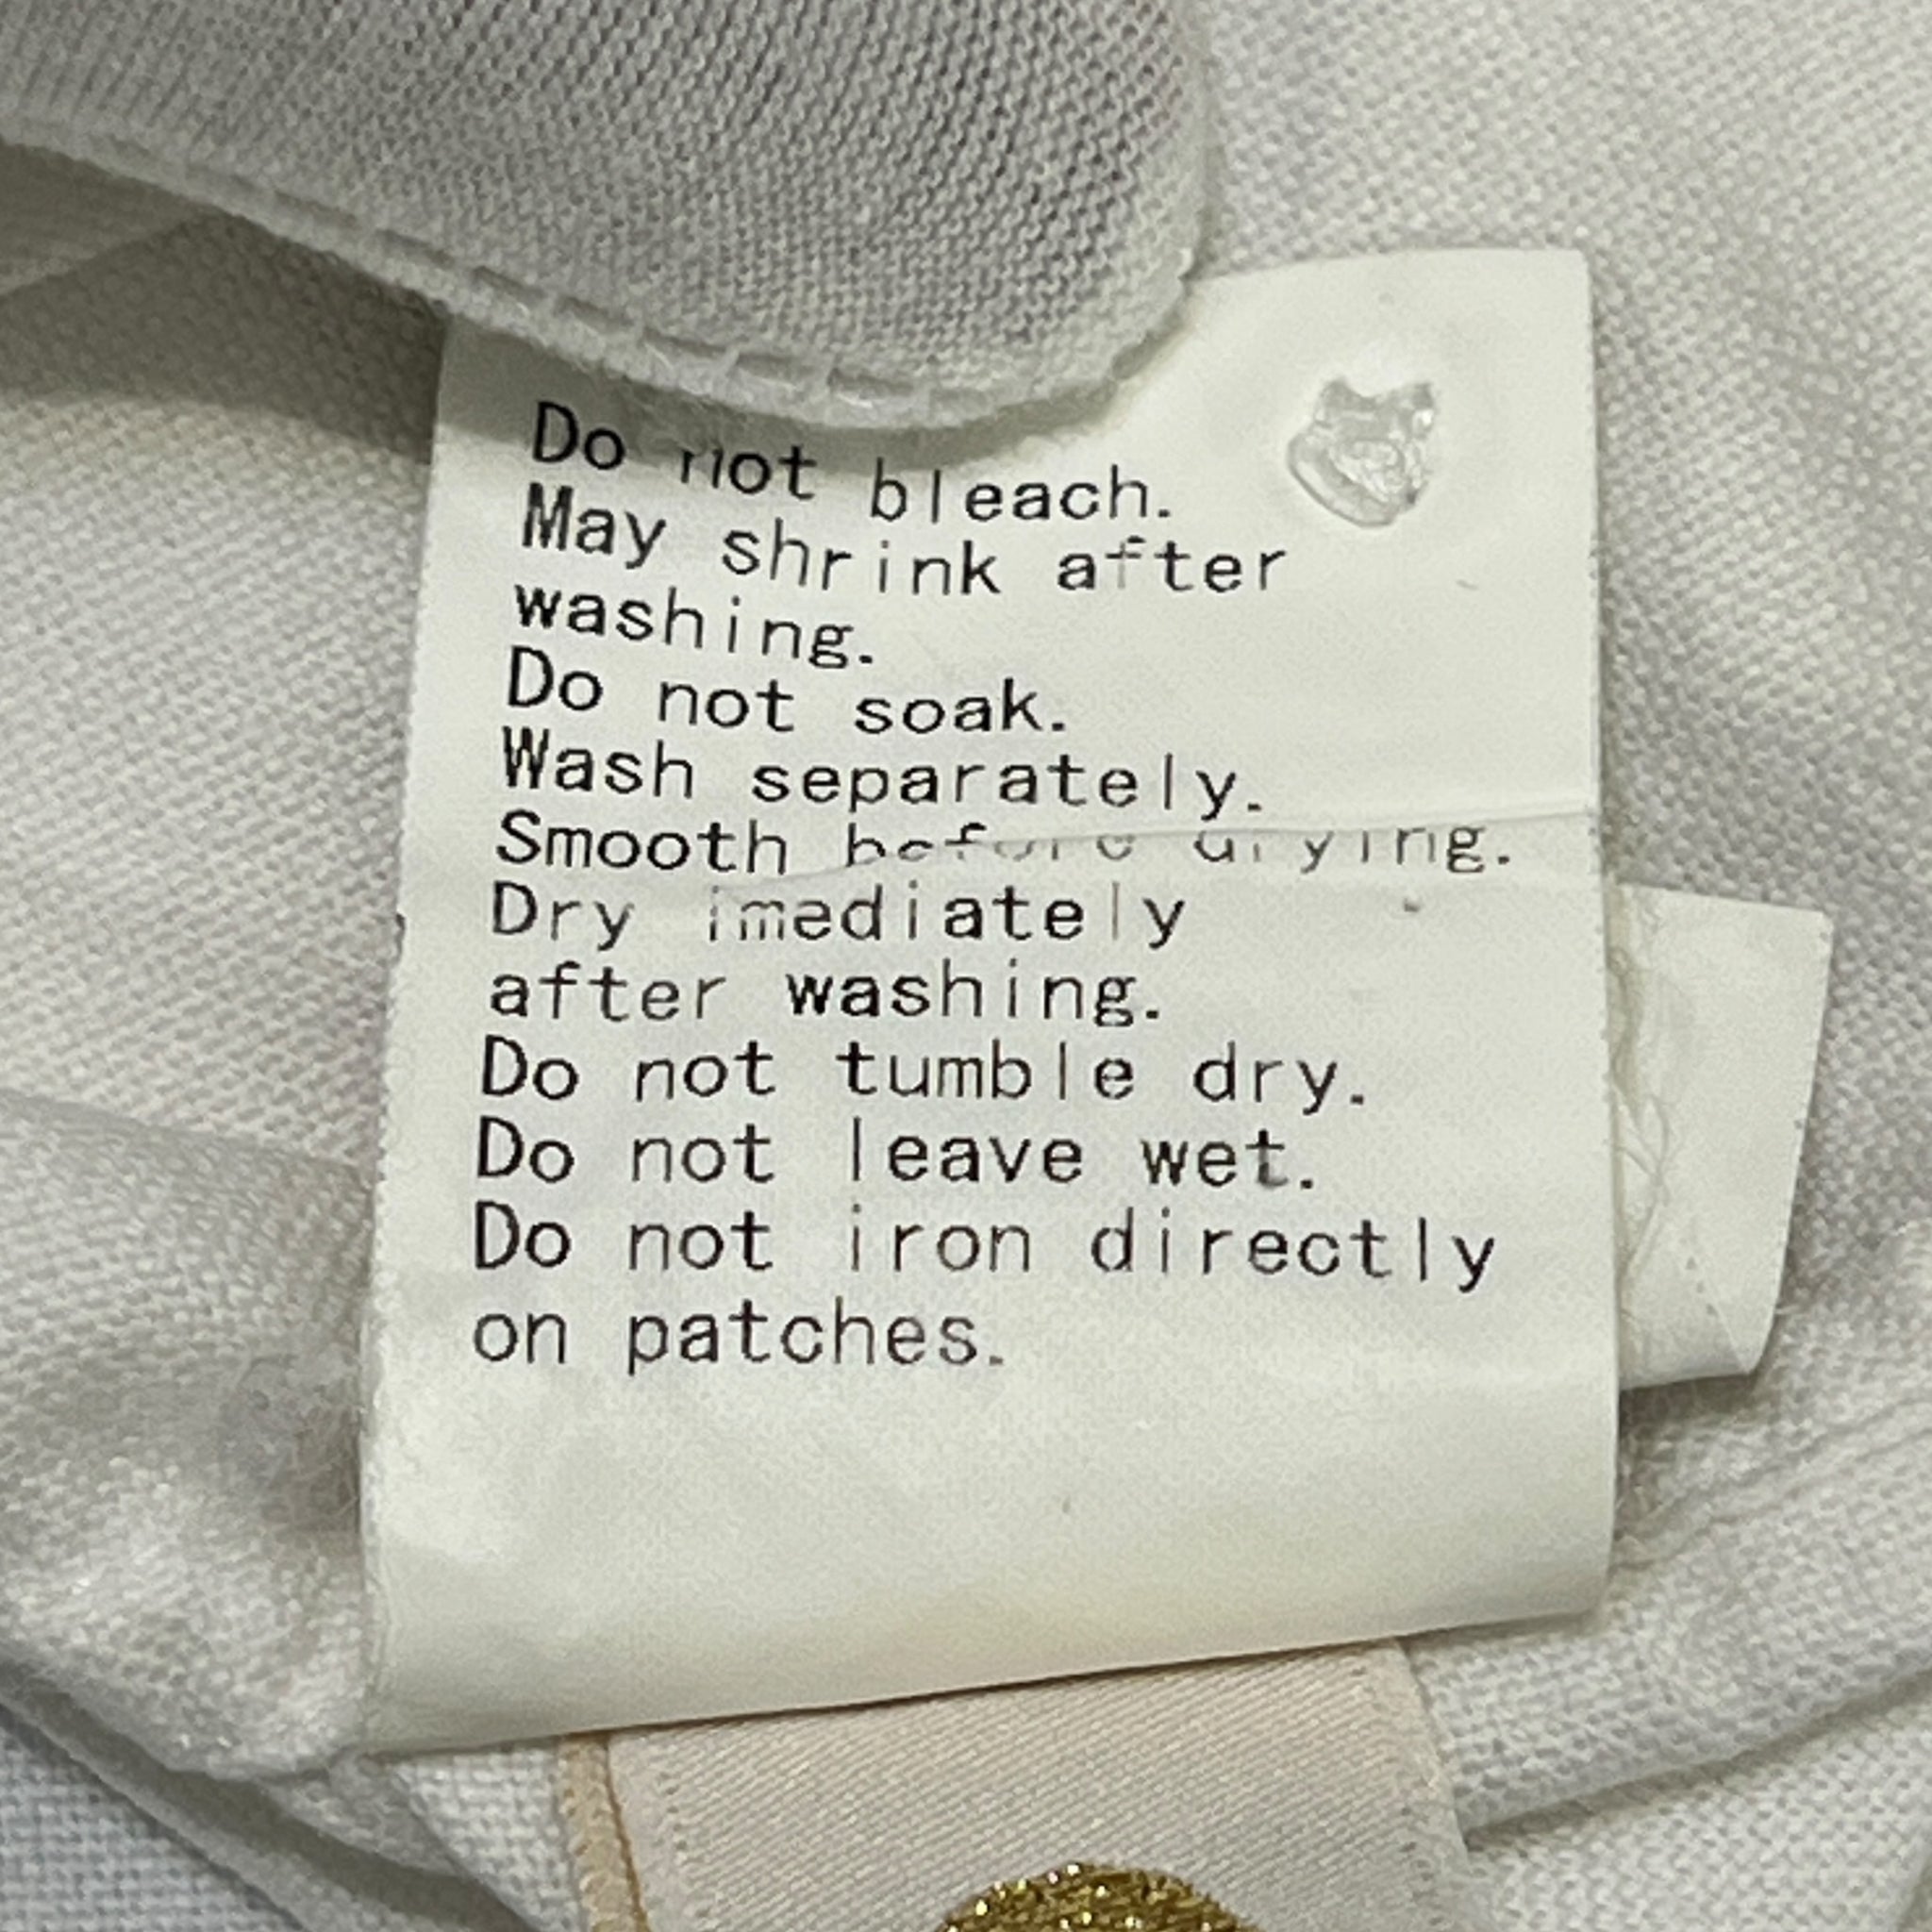 Do not bleach.
May shrink after
washing.
Do not soak.
Wash separately.
Smooth before drying.
Dry imediately
after washing.
Do not tumble dry.
Do not leave wet.
Do not iron directly
on patches.